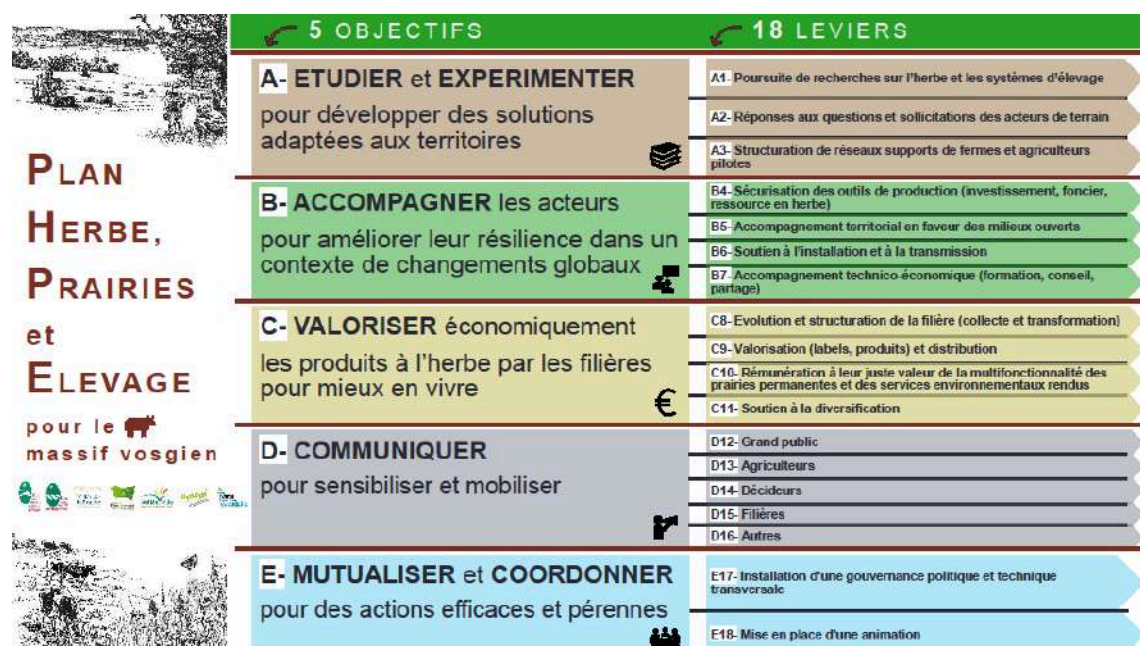 5 OBJECTIFS
18 LEVIERS
PLAN
HERBE,
PRAIRIES
et
ELEVAGE
pour le
massif vosgien
A- ETUDIER et EXPERIMENTER
pour développer des solutions
adaptées aux territoires
A1- Poursuite de recherches sur l'herbe et les systèmes d'élevage
A2- Réponses aux questions et sollicitations des acteurs de terrain
A3- Structuration de réseaux supports de fermes et agriculteurs
pilotes
B- ACCOMPAGNER les acteurs
pour améliorer leur résilience dans un
contexte de changements globaux
B4- Sécurisation des outils de production (investissement, foncier,
ressource en herbe)
B5- Accompagnement territorial en faveur des milieux ouverts
B6- Soutien à l'installation et à la transmission
B7- Accompagnement technico-économique (formation, conseil,
partage)
C- VALORISER économiquement
les produits à l'herbe par les filières
pour mieux en vivre
€
C8- Evolution et structuration de la filière (collecte et transformation)
C9- Valorisation (labels, produits) et distribution
C10- Rémunération à leur juste valeur de la multifonctionnalité des
prairies permanentes et des services environnementaux rendus
C11- Soutien à la diversification
D- COMMUNIQUER
pour sensibiliser et mobiliser
D12- Grand public
D13- Agriculteurs
D14- Décideurs
D15- Filières
D16- Autres
E- MUTUALISER et COORDONNER
pour des actions efficaces et pérennes
E17- Installation d'une gouvernance politique et technique
transversale
E18- Mise en place d'une animation